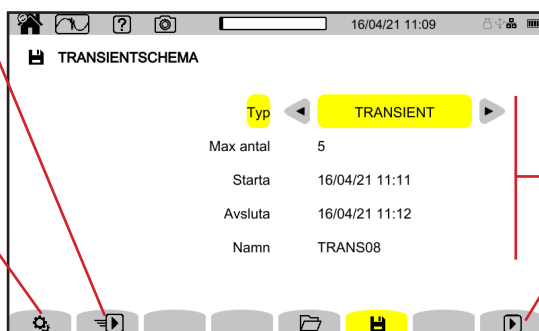 16/04/21 11:09
TRANSIENTSCHEMA
Typ TRANSIENT
Max antal 5
Starta 16/04/21 11:11
Avsluta 16/04/21 11:12
Namn TRANS08